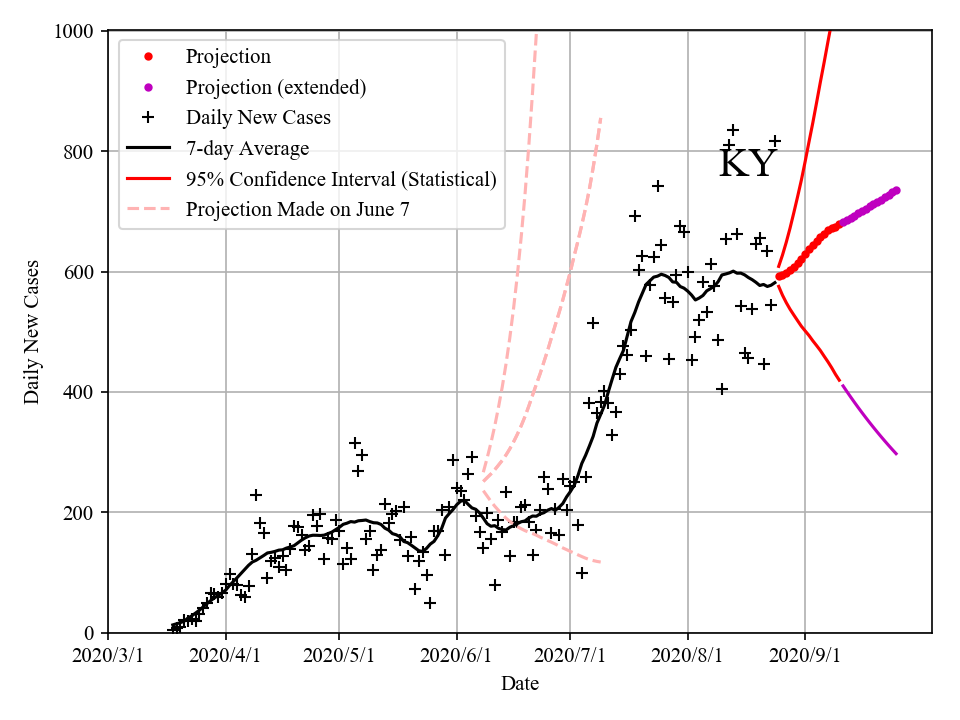 1000
800
600
400
200
0
Daily New Cases
Projection
Projection (extended)
Daily New Cases
7-day Average
95% Confidence Interval (Statistical)
Projection Made on June 7
KY
2020/3/1 2020/4/1 2020/5/1 2020/6/1 2020/7/1 2020/8/1 2020/9/1
Date